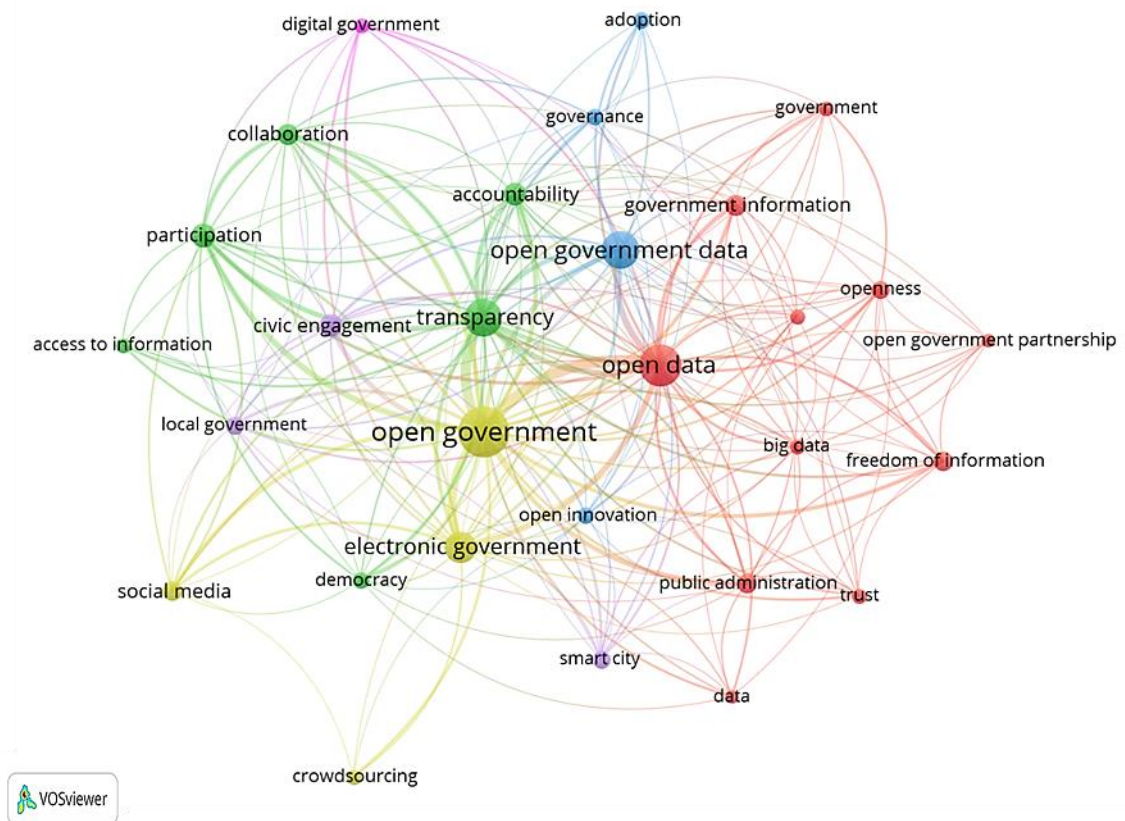 digital government
adoption
government
governance
collaboration
accountability
government information
participation
open government data
openness
transparency
civic engagement
access to information
open government partnership
open data
local government
open government
big data
freedom of information
open innovation
electronic government
democracy
public administration
social media
trust
smart city
data
crowdsourcing
VOSviewer